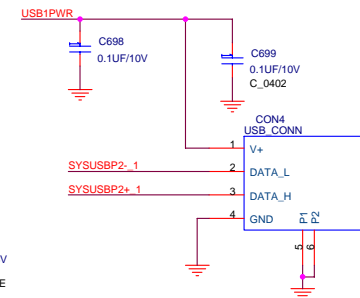 USB1PWR
C698
0.1UF/10V
C699
0.1UF/10V
C_0402
CON4
USB_CONN
1 V+
SYSUSBP2-_1 2 DATA_L
SYSUSBP2+_1 3 DATA_H
4 GND
P1
P2
5
6
V
E